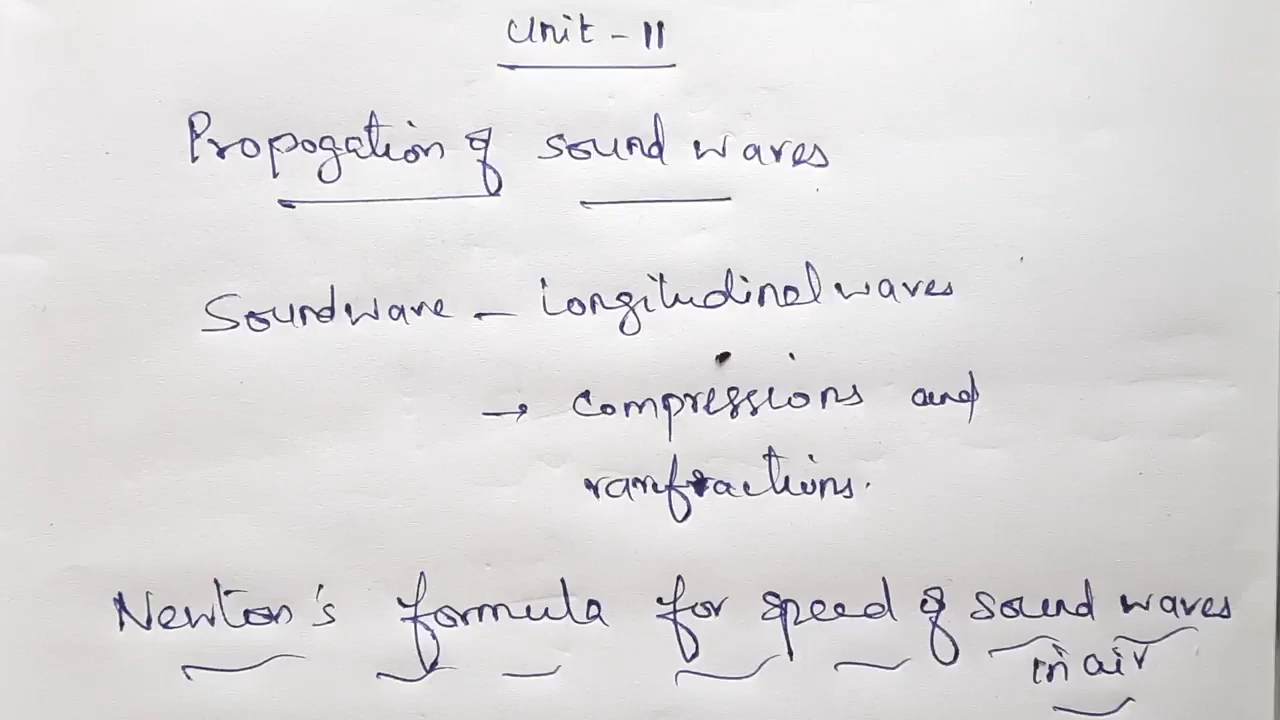 Unit - II
Propogation of sound waves
Soundwave - Longitudinal waves
→ compressions and
ranfractions.
Newton's formula for speed of sound waves
in air